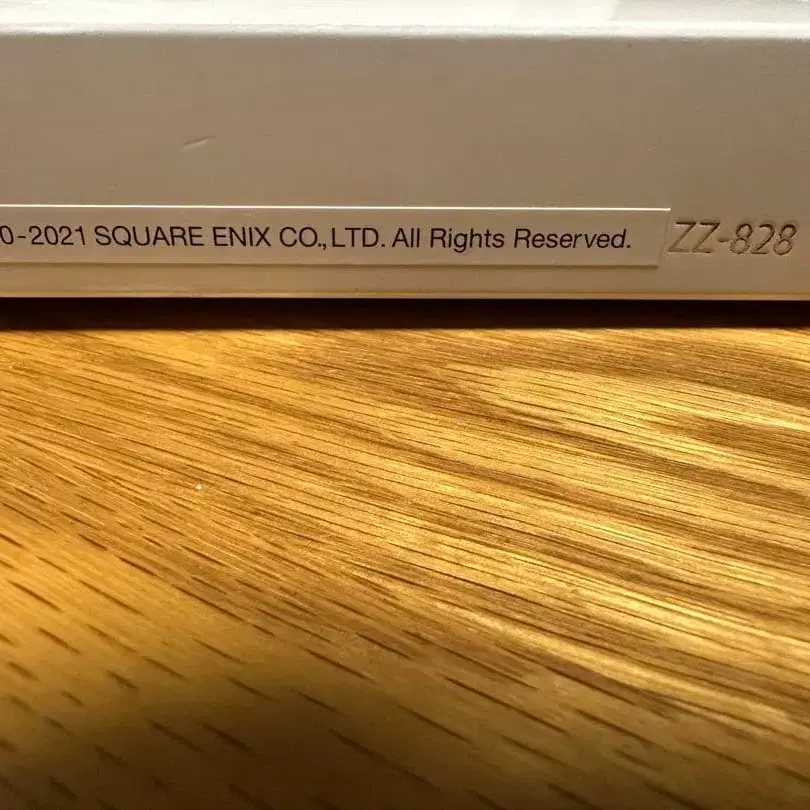 0-2021 SQUARE ENIX CO.,LTD. All Rights Reserved.
ZZ-828